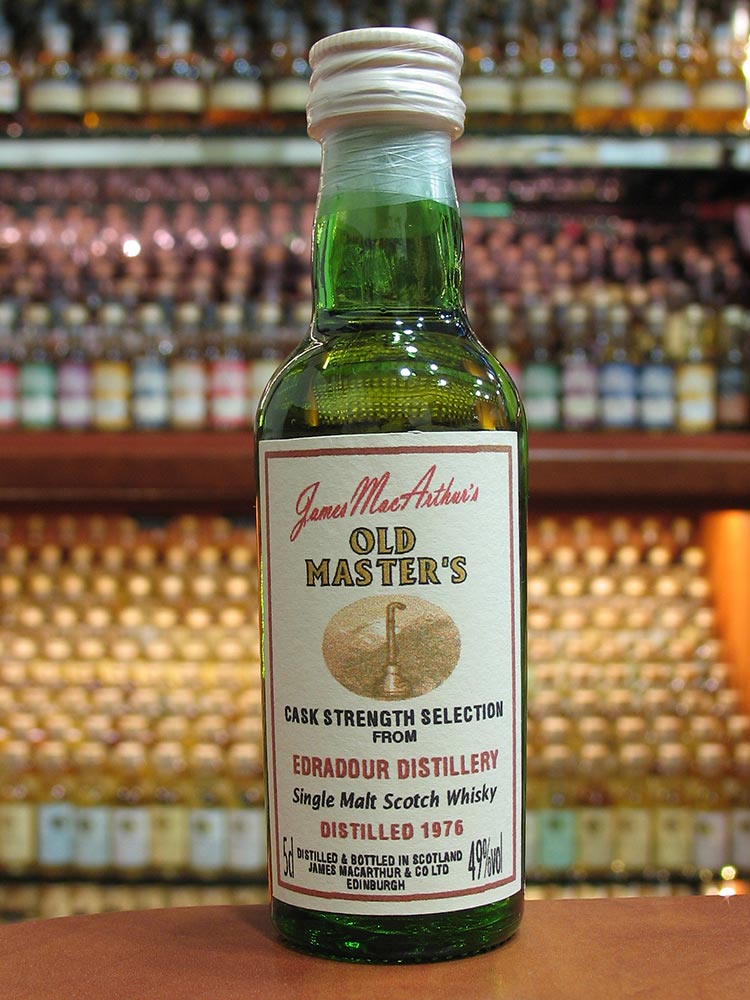 James MacArthur's
OLD
MASTER'S
CASK STRENGTH SELECTION
FROM
EDRADOUR DISTILLERY
Single Malt Scotch Whisky
DISTILLED 1976
5cl DISTILLED & BOTTLED IN SCOTLAND 49%vol
JAMES MACARTHUR & CO LTD
EDINBURGH